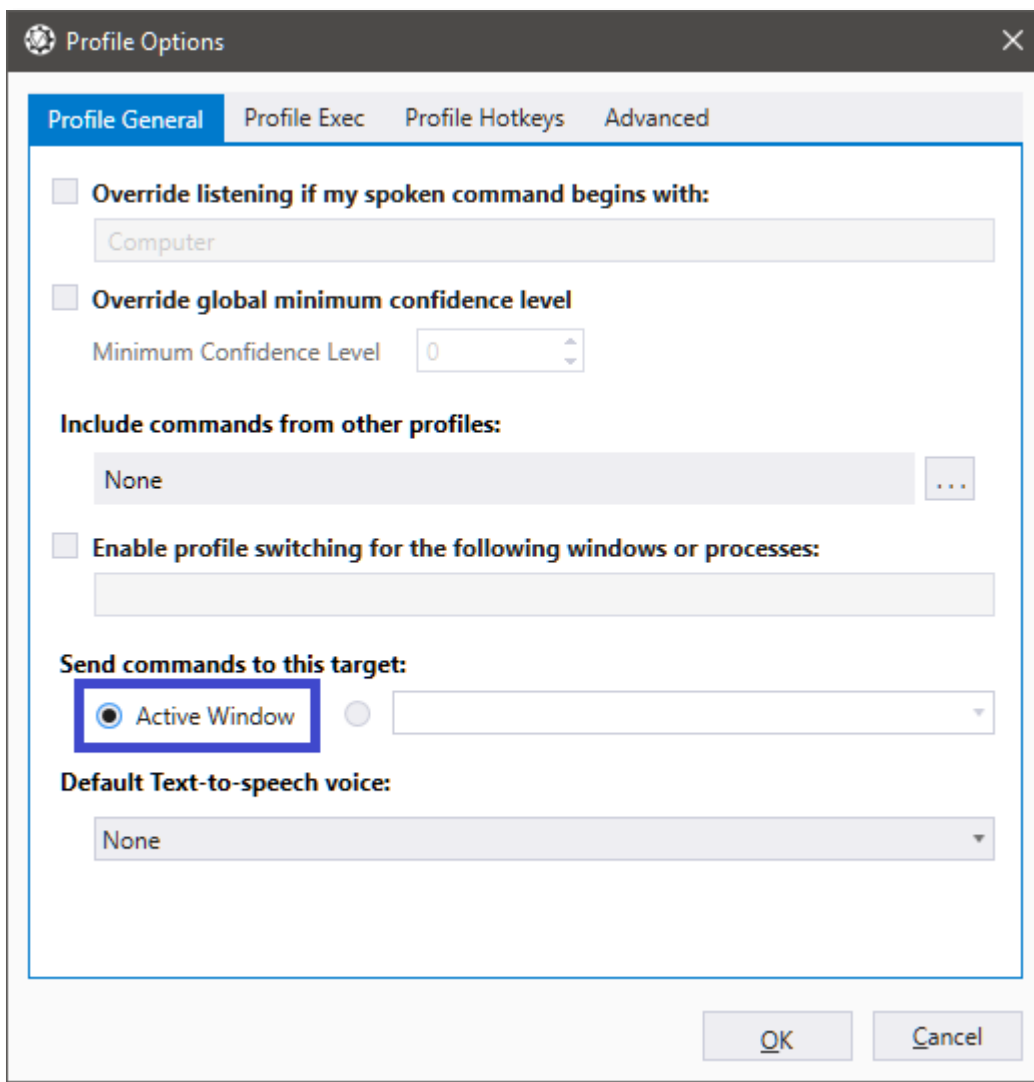 Profile Options
Profile General Profile Exec Profile Hotkeys Advanced
Override listening if my spoken command begins with:
Computer
Override global minimum confidence level
Minimum Confidence Level 0
Include commands from other profiles:
None ...
Enable profile switching for the following windows or processes:
Send commands to this target:
Active Window
Default Text-to-speech voice:
None
OK Cancel